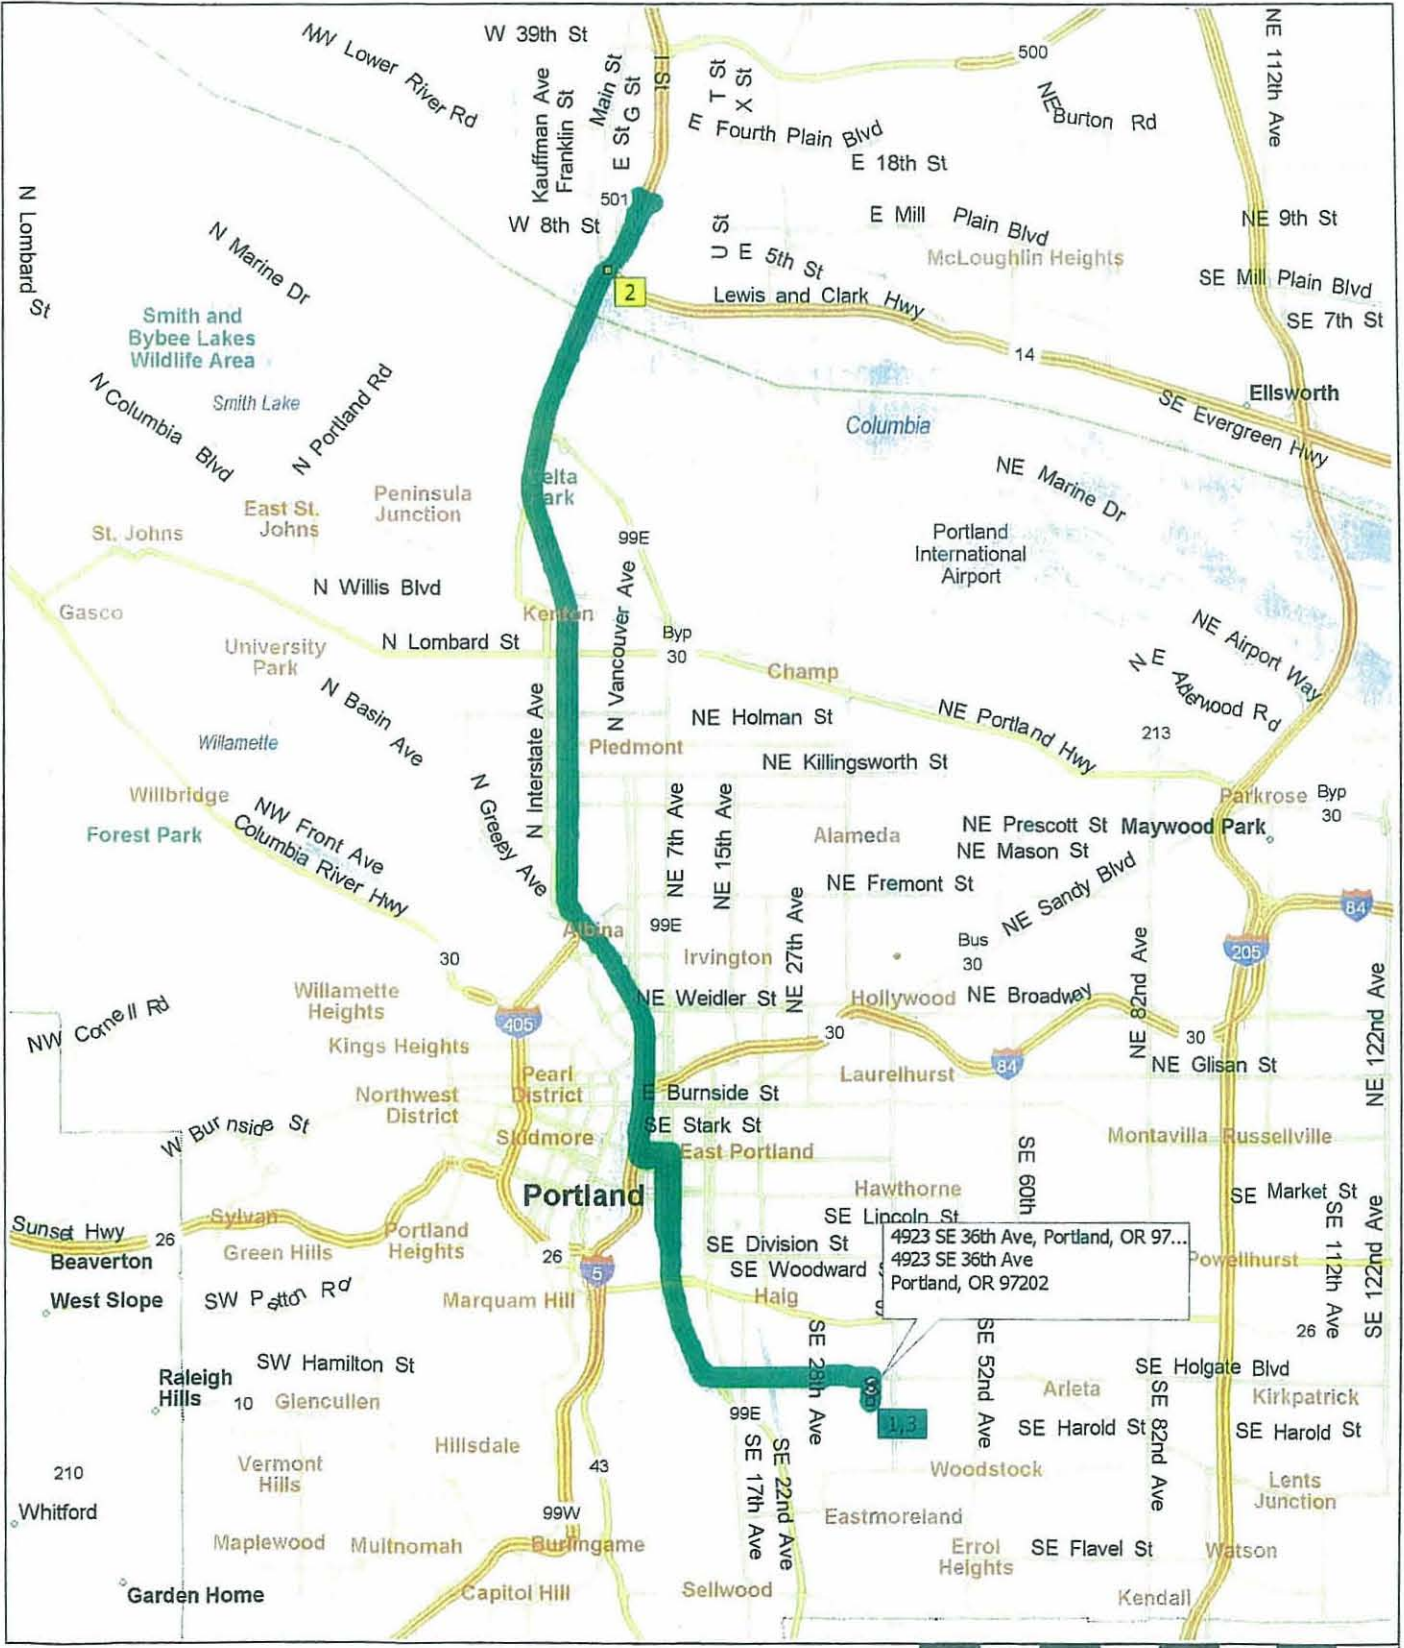 W 39th St
NW Lower River Rd
Kauffman Ave
Franklin St
Main St
E St
G St
I St
T St
X St
500
NE Burton Rd
NE 112th Ave
E Fourth Plain Blvd
E 18th St
501
W 8th St
U St
E 5th St
E Mill Plain Blvd
McLoughlin Heights
NE 9th St
SE Mill Plain Blvd
SE 7th St
N Lombard St
N Marine Dr
2
Lewis and Clark Hwy
14
Smith and
Bybee Lakes
Wildlife Area
Smith Lake
N Columbia Blvd
N Portland Rd
Ellsworth
SE Evergreen Hwy
Columbia
NE Marine Dr
Portland
International
Airport
East St.
Johns
Peninsula
Junction
St. Johns
99E
N Willis Blvd
Gasco
Kenton
N Vancouver Ave
University
Park
N Lombard St
Byp
30
Champ
NE Airport Way
NE Alderwood Rd
N Basin Ave
N Interstate Ave
NE Holman St
NE Portland Hwy
213
Willamette
Piedmont
NE Killingsworth St
Willbridge
N Greeley Ave
Parkrose
Byp
30
Forest Park
NW Front Ave
Columbia River Hwy
NE 7th Ave
NE 15th Ave
Alameda
NE Prescott St
Maywood Park
NE Mason St
NE Fremont St
NE Sandy Blvd
84
Albina
99E
NE 27th Ave
Irvington
Bus
30
205
30
NE Weidler St
Hollywood
NE Broadway
NE 82nd Ave
NE 122nd Ave
Willamette
Heights
NW Cornell Rd
405
Kings Heights
30
84
30
NE Glisan St
Laurelhurst
Pearl
District
Northwest
District
E Burnside St
W Burnside St
Skidmore
SE Stark St
East Portland
SE 60th
Montavilla
Russellville
Portland
Hawthorne
SE Market St
SE Lincoln St
Sunset Hwy
26
Sylvan
Green Hills
Portland
Heights
26
SE Division St
4923 SE 36th Ave, Portland, OR 97...
4923 SE 36th Ave
Portland, OR 97202
Powellhurst
SE 112th Ave
SE 122nd Ave
Beaverton
5
SE Woodward
West Slope
SW Patton Rd
Marquam Hill
Haig
26
SE 28th Ave
SE 52nd Ave
SW Hamilton St
Raleigh
Hills
10
Glencullen
SE Holgate Blvd
Arleta
Kirkpatrick
99E
1,3
SE Harold St
SE 82nd Ave
SE Harold St
Hillsdale
Vermont
Hills
43
SE 17th Ave
SE 22nd Ave
Woodstock
Lents
Junction
210
Whitford
99W
Eastmoreland
Maplewood
Multnomah
Burlingame
Errol
Heights
SE Flavel St
Watson
Garden Home
Capitol Hill
Sellwood
Kendall